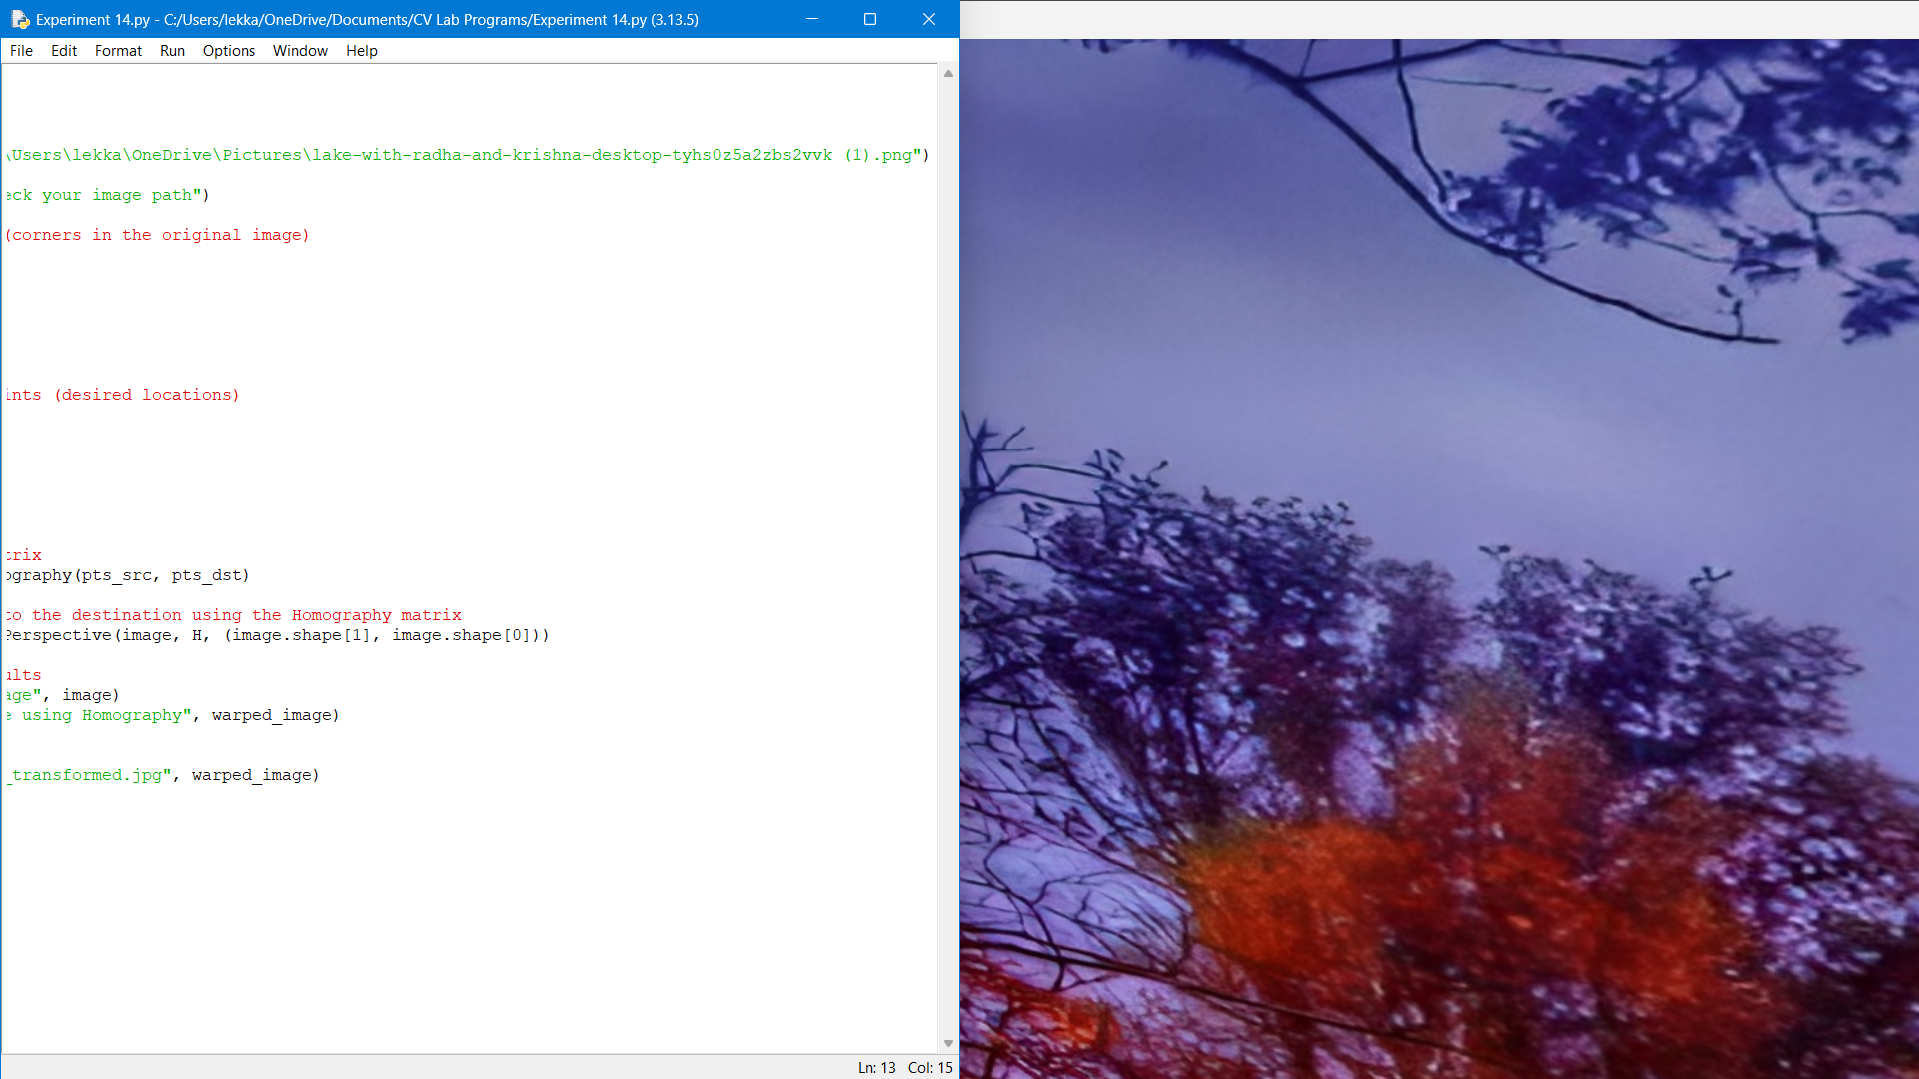 Experiment 14.py - C:/Users/lekka/OneDrive/Documents/CV Lab Programs/Experiment 14.py (3.13.5)
File Edit Format Run Options Window Help
\Users\lekka\OneDrive\Pictures\lake-with-radha-and-krishna-desktop-tyhs0z5a2zbs2vvk (1).png")
eck your image path")
(corners in the original image)
ints (desired locations)
trix
ography(pts_src, pts_dst)
to the destination using the Homography matrix
Perspective(image, H, (image.shape[1], image.shape[0]))
ults
age", image)
e using Homography", warped_image)
_transformed.jpg", warped_image)
Ln: 13 Col: 15